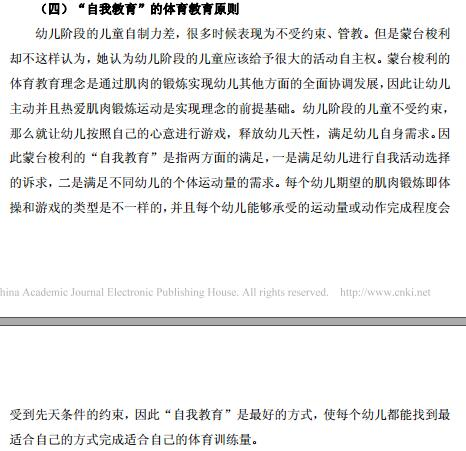 （四）“自我教育”的体育教育原则
幼儿阶段的儿童自制力差，很多时候表现为不受约束、管教。但是蒙台梭利
却不这样认为，她认为幼儿阶段的儿童应该给予很大的活动自主权。蒙台梭利的
体育教育理念是通过肌肉的锻炼实现幼儿其他方面的全面协调发展，因此让幼儿
主动并且热爱肌肉锻炼运动是实现理念的前提基础。幼儿阶段的儿童不受约束，
那么就让幼儿按照自己的心意进行游戏，释放幼儿天性，满足幼儿自身需求。因
此蒙台梭利的“自我教育”是指两方面的满足，一是满足幼儿进行自我活动选择
的诉求，二是满足不同幼儿的个体运动量的需求。每个幼儿期望的肌肉锻炼即体
操和游戏的类型是不一样的，并且每个幼儿能够承受的运动量或动作完成程度会
hina Academic Journal Electronic Publishing House. All rights reserved. http://www.cnki.net
受到先天条件的约束，因此“自我教育”是最好的方式，使每个幼儿都能找到最
适合自己的方式完成适合自己的体育训练量。